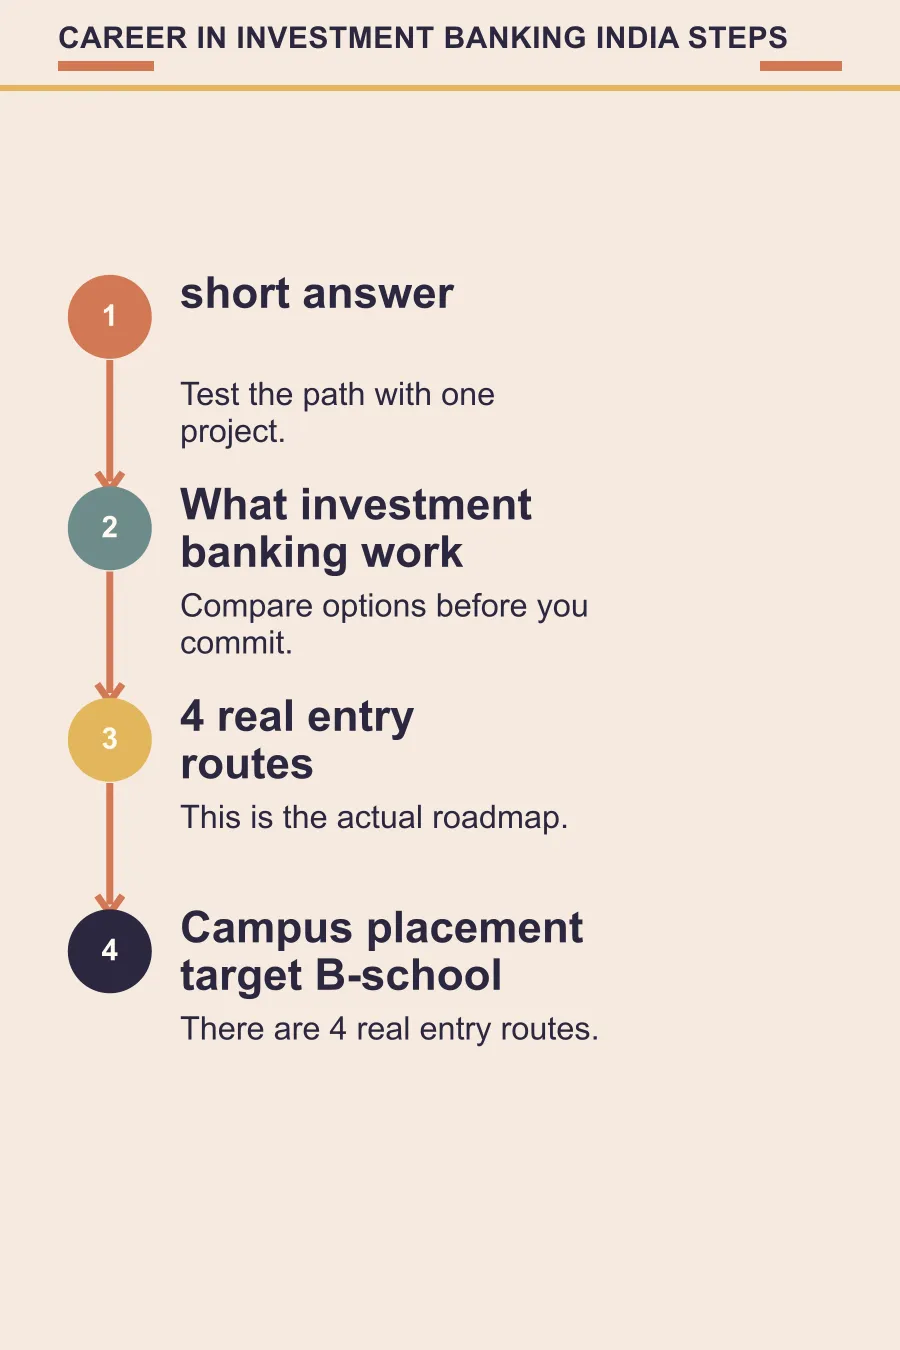 CAREER IN INVESTMENT BANKING INDIA STEPS
1
short answer
Test the path with one
project.
2
What investment
banking work
Compare options before you
commit.
3
4 real entry
routes
This is the actual roadmap.
4
Campus placement
target B-school
There are 4 real entry routes.